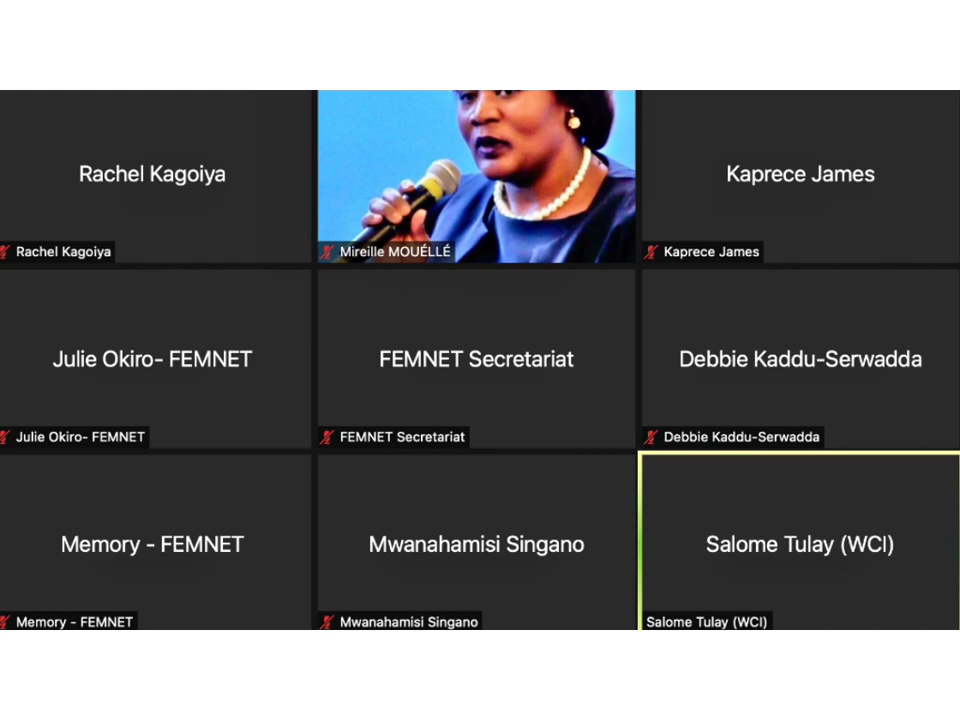 Rachel Kagoiya
Kaprece James
Rachel Kagoiya
Mireille MOUÉLLÉ
Kaprece James
Julie Okiro- FEMNET
FEMNET Secretariat
Debbie Kaddu-Serwadda
Julie Okiro- FEMNET
FEMNET Secretariat
Debbie Kaddu-Serwadda
Memory - FEMNET
Mwanahamisi Singano
Salome Tulay (WCI)
Memory - FEMNET
Mwanahamisi Singano
Salome Tulay (WCI)